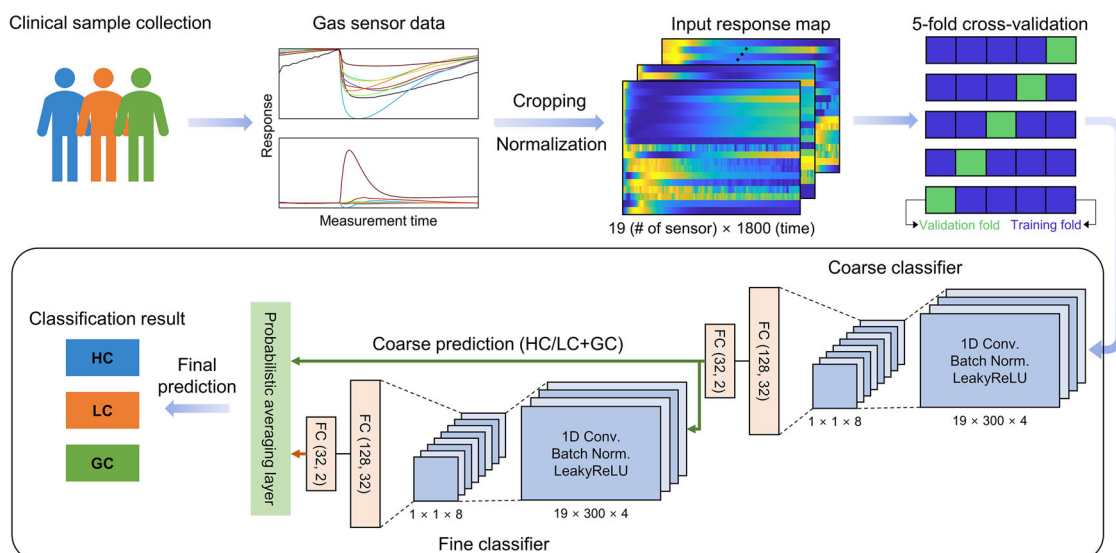 Clinical sample collection
Gas sensor data
Input response map
5-fold cross-validation
Response
Measurement time
Cropping
Normalization
19 (# of sensor) × 1800 (time)
Validation fold
Training fold
Coarse classifier
1D Conv.
Batch Norm.
LeakyReLU
19 × 300 × 4
1 × 1 × 8
FC (128, 32)
FC (32, 2)
Coarse prediction (HC/LC+GC)
1D Conv.
Batch Norm.
LeakyReLU
19 × 300 × 4
1 × 1 × 8
FC (128, 32)
FC (32, 2)
Fine classifier
Probabilistic averaging layer
Final
prediction
Classification result
HC
LC
GC